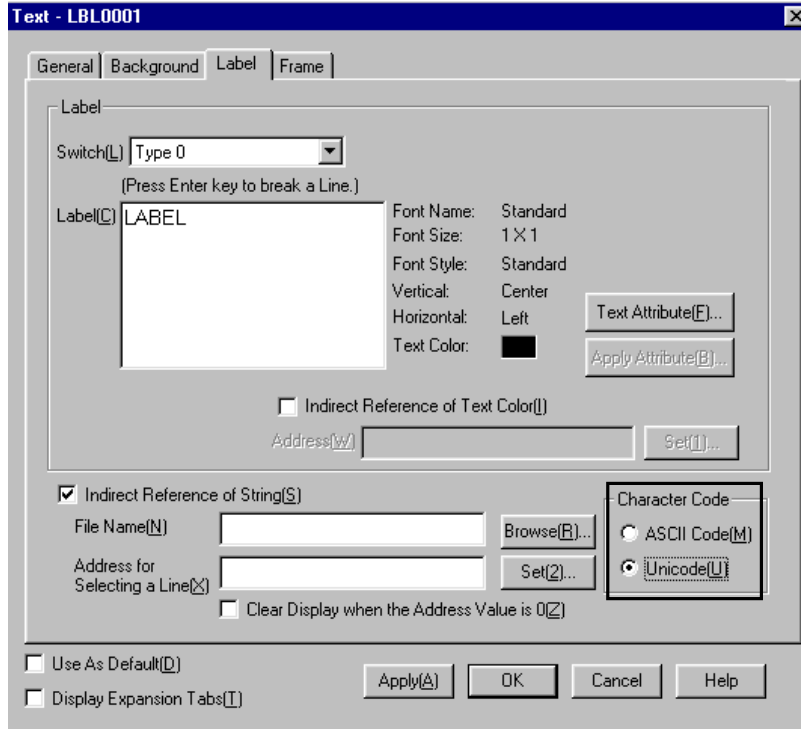 Text - LBL0001
General Background Label Frame
Label
Switch(L) Type 0
(Press Enter key to break a Line.)
Label(C) LABEL
Font Name: Standard
Font Size: 1 X 1
Font Style: Standard
Vertical: Center
Horizontal: Left
Text Color:
Text Attribute(F)...
Apply Attribute(B)...
Indirect Reference of Text Color(I)
Address(W) Set(1)...
Indirect Reference of String(S)
File Name(N) Browse(R)...
Address for
Selecting a Line(X) Set(2)...
Clear Display when the Address Value is 0(Z)
Character Code
ASCII Code(M)
Unicode(U)
Use As Default(D)
Display Expansion Tabs(T)
Apply(A) OK Cancel Help